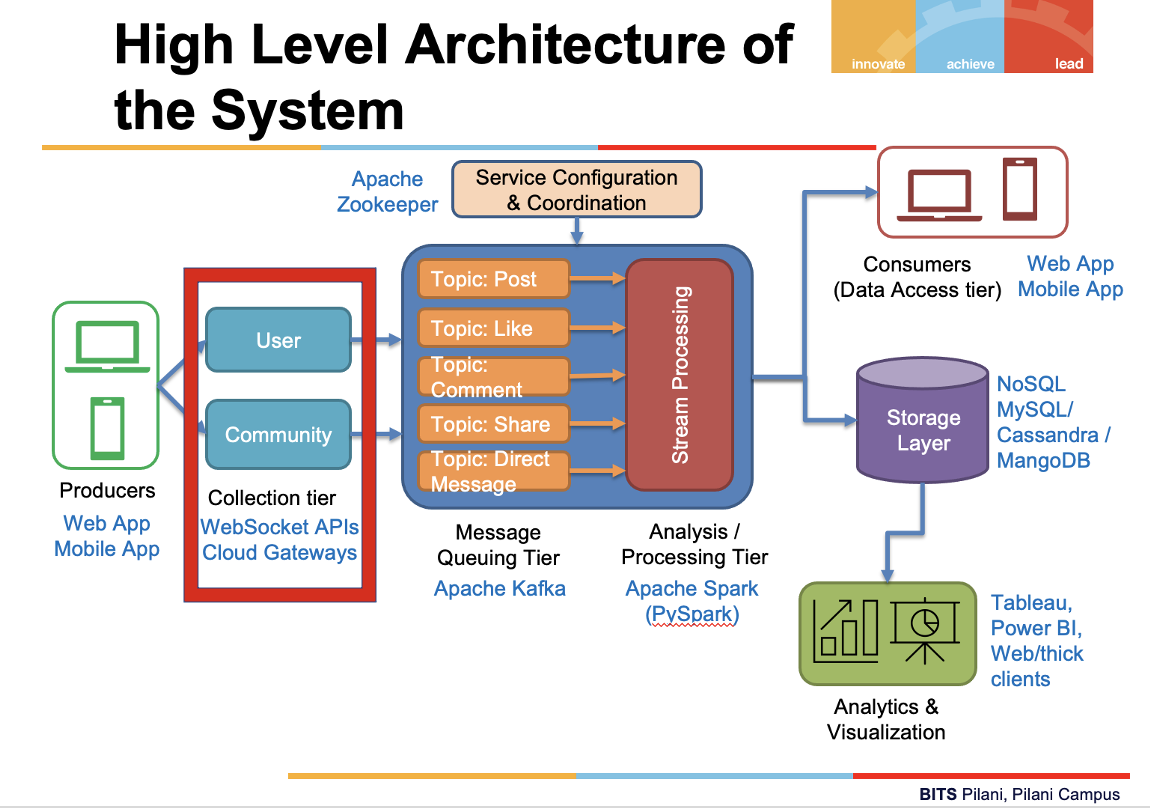 High Level Architecture of
the System
innovate
achieve
lead
Apache
Zookeeper
Service Configuration
& Coordination
Producers
Web App
Mobile App
User
Community
Collection tier
WebSocket APIs
Cloud Gateways
Topic: Post
Topic: Like
Topic:
Comment
Topic: Share
Topic: Direct
Message
Stream Processing
Message
Queuing Tier
Apache Kafka
Analysis /
Processing Tier
Apache Spark
(PySpark)
Consumers
(Data Access tier)
Web App
Mobile App
Storage
Layer
NoSQL
MySQL/
Cassandra /
MangoDB
Tableau,
Power BI,
Web/thick
clients
Analytics &
Visualization
BITS Pilani, Pilani Campus